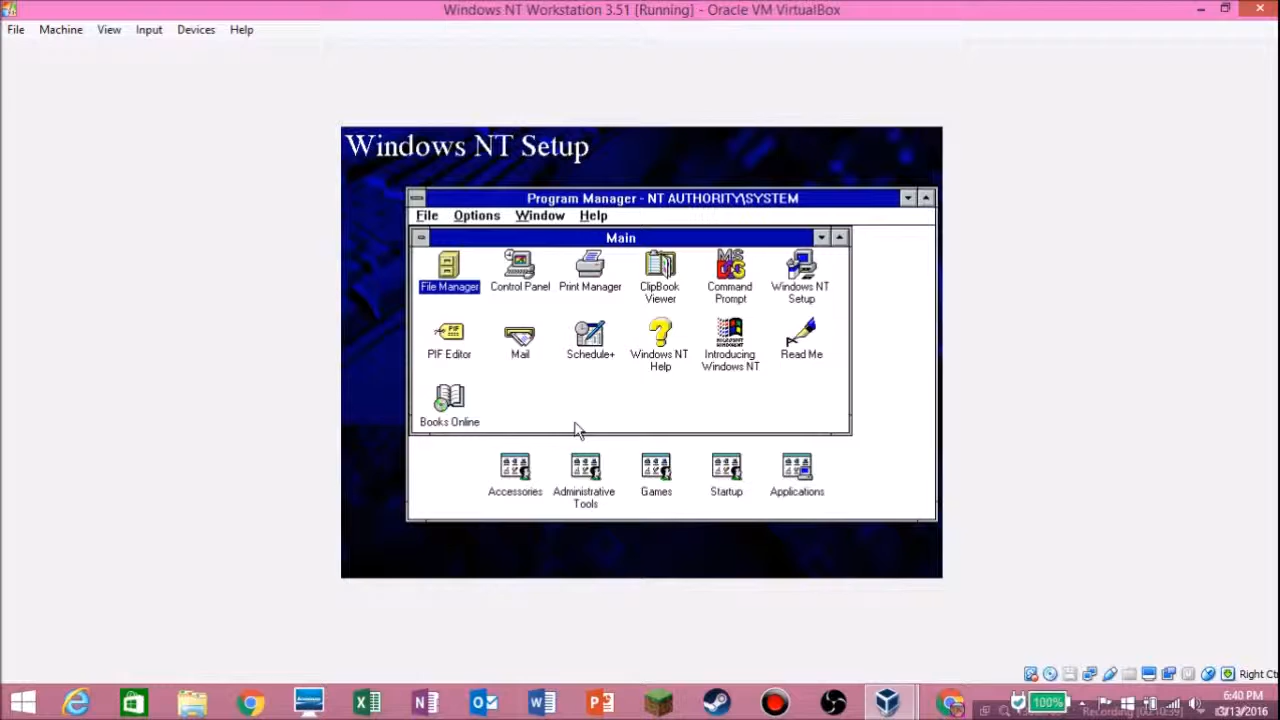 Windows NT Workstation 3.51 [Running] - Oracle VM VirtualBox
File Machine View Input Devices Help
Windows NT Setup
Program Manager - NT AUTHORITY\SYSTEM
File Options Window Help
Main
File Manager Control Panel Print Manager ClipBook Viewer Command Prompt Windows NT Setup
PIF Editor Mail Schedule+ Windows NT Help Introducing Windows NT Read Me
Books Online
Accessories Administrative Tools Games Startup Applications
Right Ct
100%
6:40 PM
3/13/2016